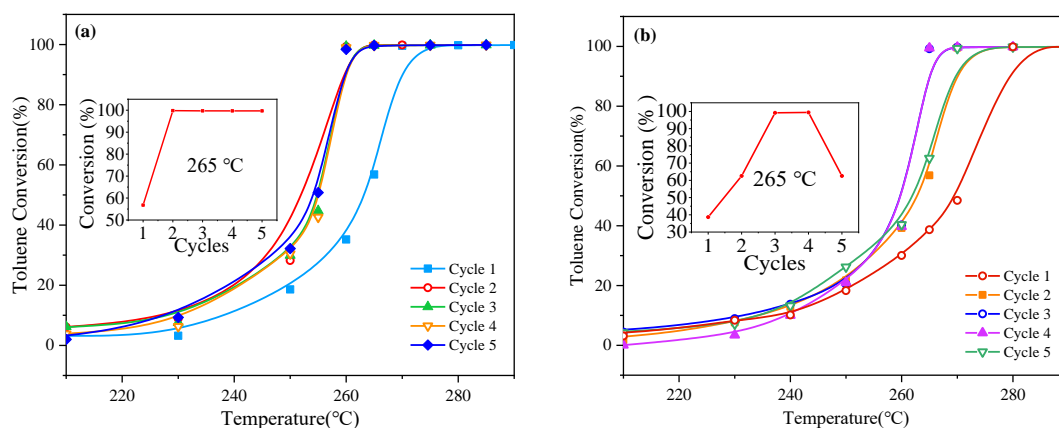 (a)
Toluene Conversion(%)
100
80
60
40
20
0
220
240
260
280
Temperature(℃)
Conversion (%)
100
90
80
70
60
50
265 ℃
1
2
3
4
5
Cycles
Cycle 1
Cycle 2
Cycle 3
Cycle 4
Cycle 5
(b)
Toluene Conversion(%)
100
80
60
40
20
0
220
240
260
280
Temperature(℃)
Conversion (%)
100
90
80
70
60
50
40
30
265 ℃
1
2
3
4
5
Cycles
Cycle 1
Cycle 2
Cycle 3
Cycle 4
Cycle 5